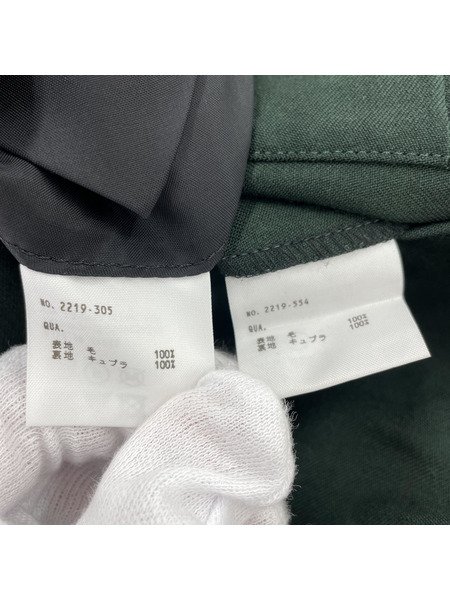 NO. 2219-305
QUA.
表地 毛 100%
裏地 キュプラ 100%
NO. 2219-554
QUA.
表地 毛 100%
裏地 キュプラ 100%